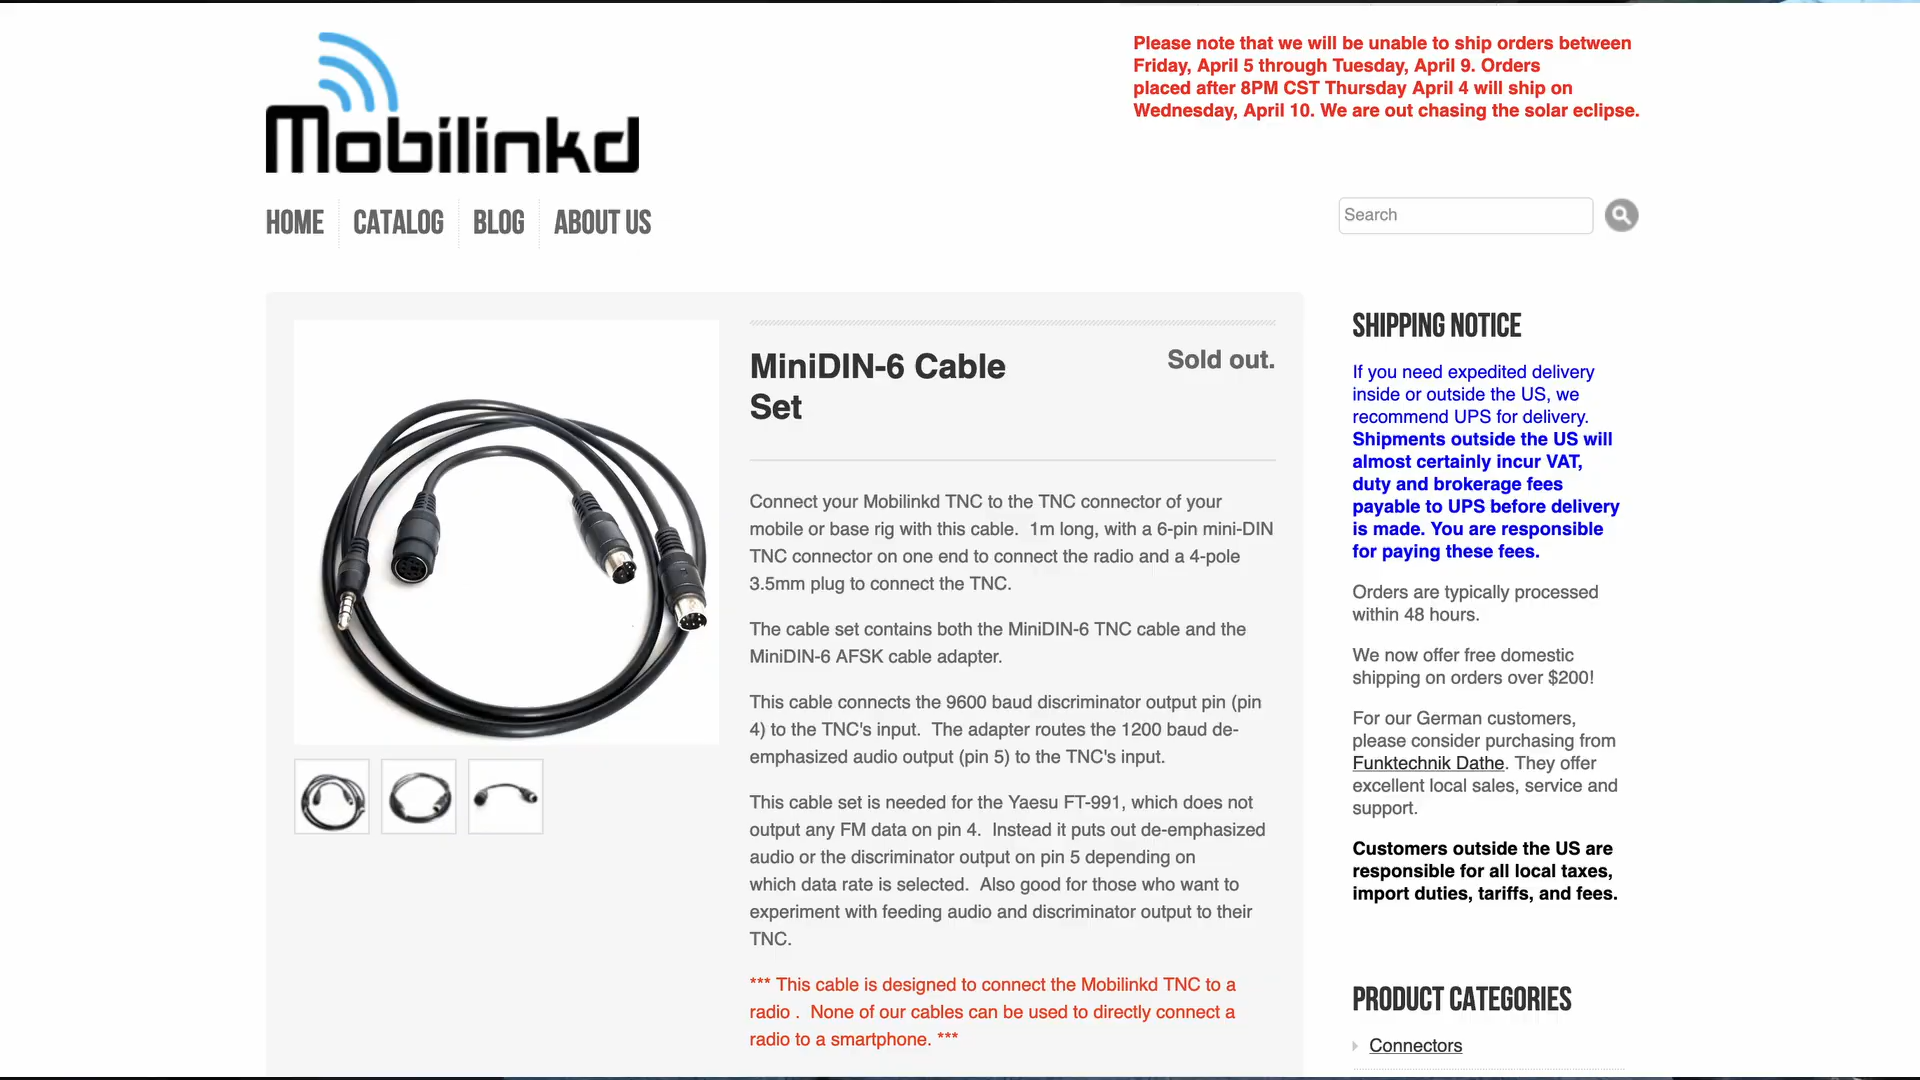 Mobilinkd
Please note that we will be unable to ship orders between
Friday, April 5 through Tuesday, April 9. Orders
placed after 8PM CST Thursday April 4 will ship on
Wednesday, April 10. We are out chasing the solar eclipse.
HOME
CATALOG
BLOG
ABOUT US
Search
MiniDIN-6 Cable
Set
Sold out.
Connect your Mobilinkd TNC to the TNC connector of your
mobile or base rig with this cable.  1m long, with a 6-pin mini-DIN
TNC connector on one end to connect the radio and a 4-pole
3.5mm plug to connect the TNC.
The cable set contains both the MiniDIN-6 TNC cable and the
MiniDIN-6 AFSK cable adapter.
This cable connects the 9600 baud discriminator output pin (pin
4) to the TNC's input.  The adapter routes the 1200 baud de-
emphasized audio output (pin 5) to the TNC's input.
This cable set is needed for the Yaesu FT-991, which does not
output any FM data on pin 4.  Instead it puts out de-emphasized
audio or the discriminator output on pin 5 depending on
which data rate is selected.  Also good for those who want to
experiment with feeding audio and discriminator output to their
TNC.
*** This cable is designed to connect the Mobilinkd TNC to a
radio .  None of our cables can be used to directly connect a
radio to a smartphone. ***
SHIPPING NOTICE
If you need expedited delivery
inside or outside the US, we
recommend UPS for delivery.
Shipments outside the US will
almost certainly incur VAT,
duty and brokerage fees
payable to UPS before delivery
is made. You are responsible
for paying these fees.
Orders are typically processed
within 48 hours.
We now offer free domestic
shipping on orders over $200!
For our German customers,
please consider purchasing from
Funktechnik Dathe. They offer
excellent local sales, service and
support.
Customers outside the US are
responsible for all local taxes,
import duties, tariffs, and fees.
PRODUCT CATEGORIES
Connectors